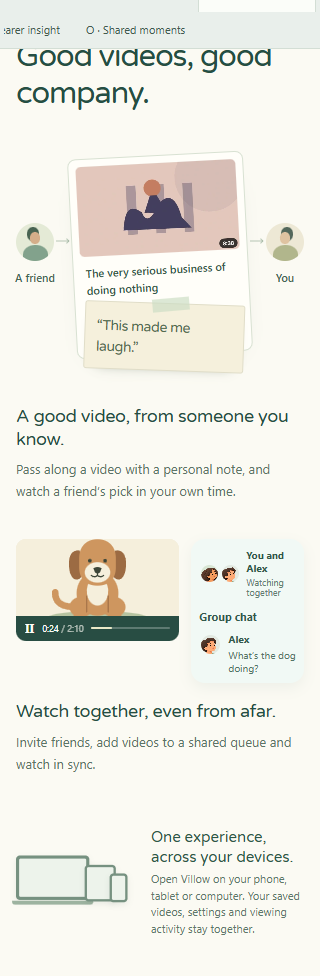 earer insight O · Shared moments
Good videos, good
company.
8:30
A friend
You
The very serious business of
doing nothing
“This made me
laugh.”
A good video, from someone you
know.
Pass along a video with a personal note, and
watch a friend's pick in your own time.
You and
Alex
Watching
together
0:24 / 2:10
Group chat
Alex
What's the dog
doing?
Watch together, even from afar.
Invite friends, add videos to a shared queue and
watch in sync.
One experience,
across your devices.
Open Villow on your phone,
tablet or computer. Your saved
videos, settings and viewing
activity stay together.